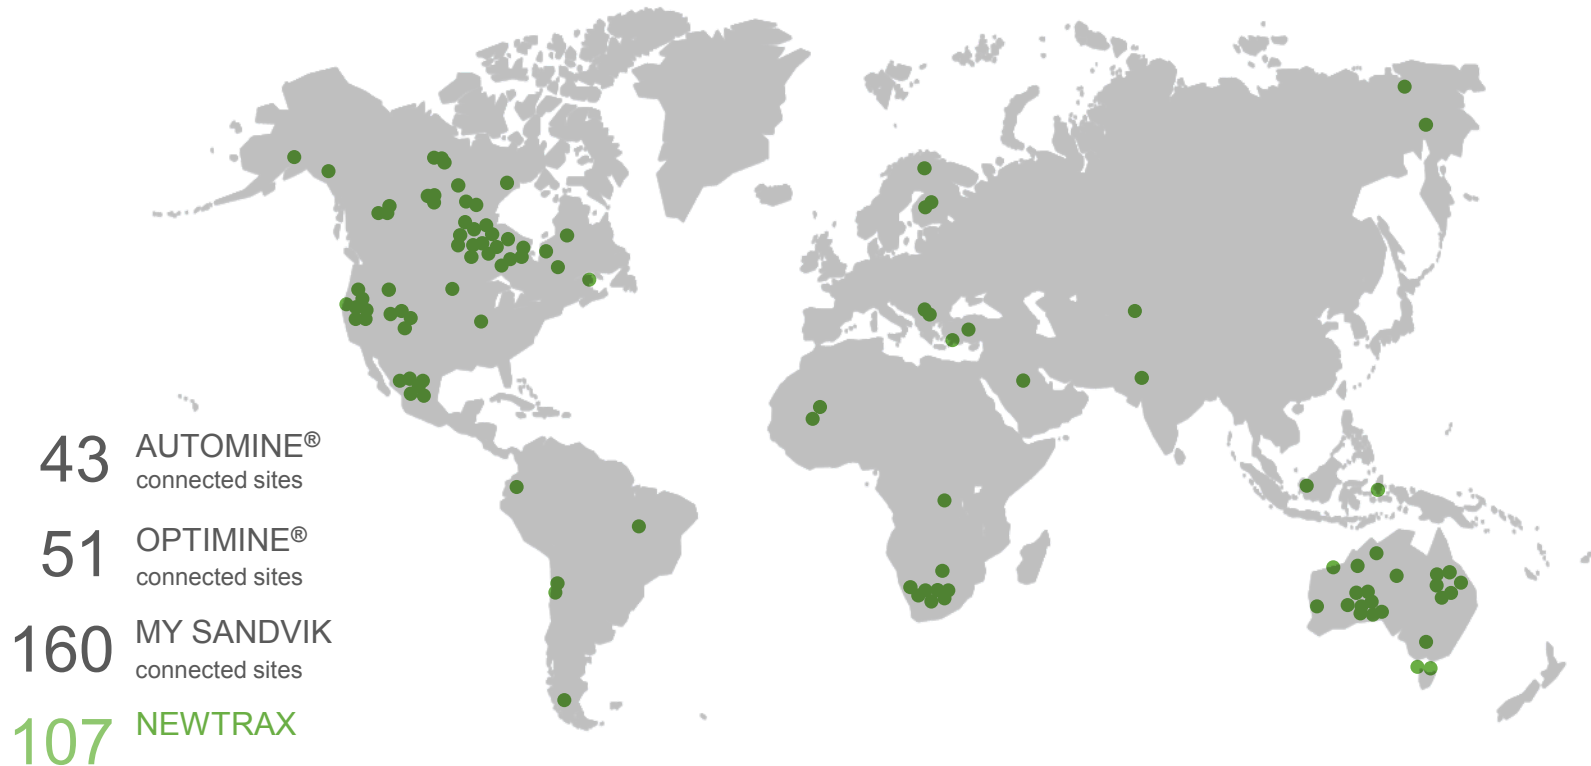 43 AUTOMINE®
connected sites
51 OPTIMINE®
connected sites
160 MY SANDVIK
connected sites
107 NEWTRAX